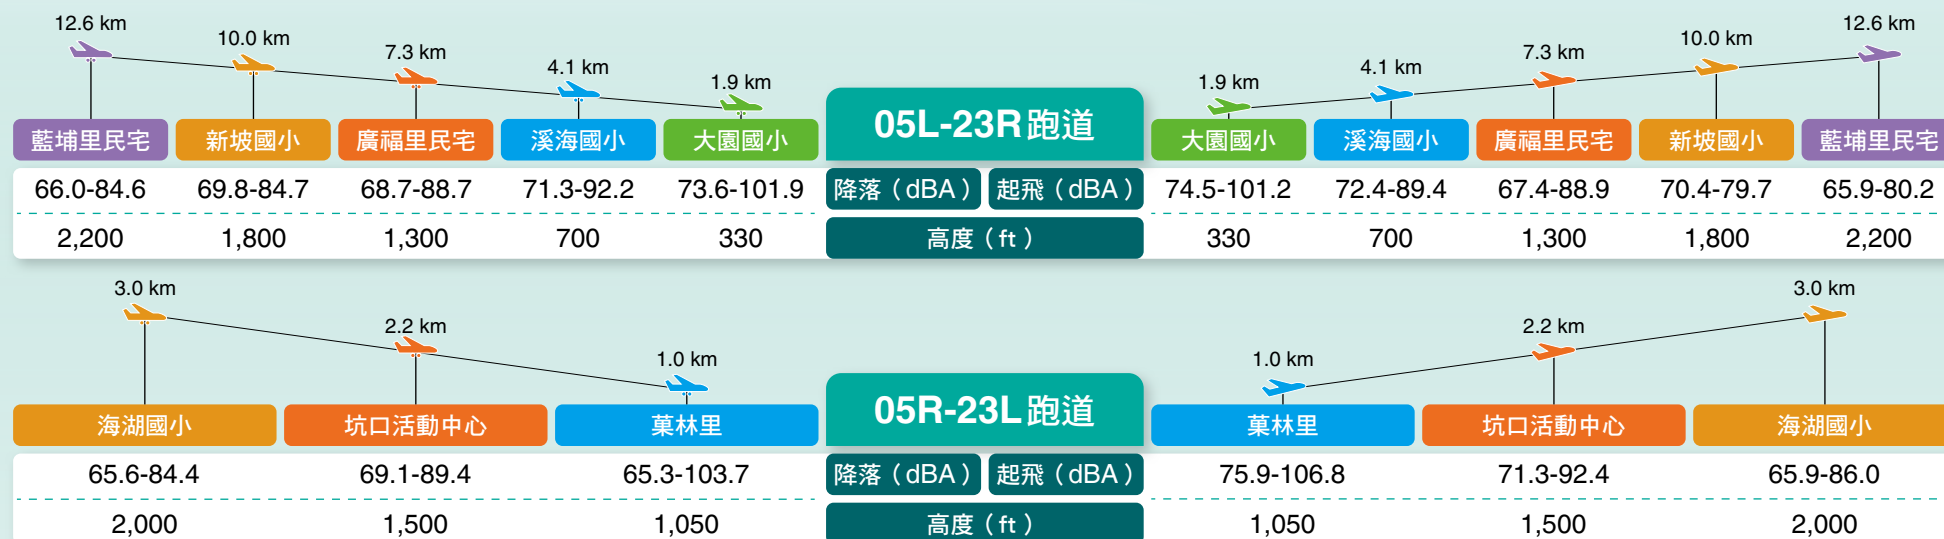 12.6 km 10.0 km 7.3 km 4.1 km 1.9 km 1.9 km 4.1 km 7.3 km 10.0 km 12.6 km
藍埔里民宅 新坡國小 廣福里民宅 溪海國小 大園國小 05L-23R跑道 大園國小 溪海國小 廣福里民宅 新坡國小 藍埔里民宅
66.0-84.6 69.8-84.7 68.7-88.7 71.3-92.2 73.6-101.9 降落（dBA） 起飛（dBA） 74.5-101.2 72.4-89.4 67.4-88.9 70.4-79.7 65.9-80.2
2,200 1,800 1,300 700 330 高度（ft） 330 700 1,300 1,800 2,200
3.0 km 2.2 km 1.0 km 1.0 km 2.2 km 3.0 km
海湖國小 坑口活動中心 菓林里 05R-23L跑道 菓林里 坑口活動中心 海湖國小
65.6-84.4 69.1-89.4 65.3-103.7 降落（dBA） 起飛（dBA） 75.9-106.8 71.3-92.4 65.9-86.0
2,000 1,500 1,050 高度（ft） 1,050 1,500 2,000